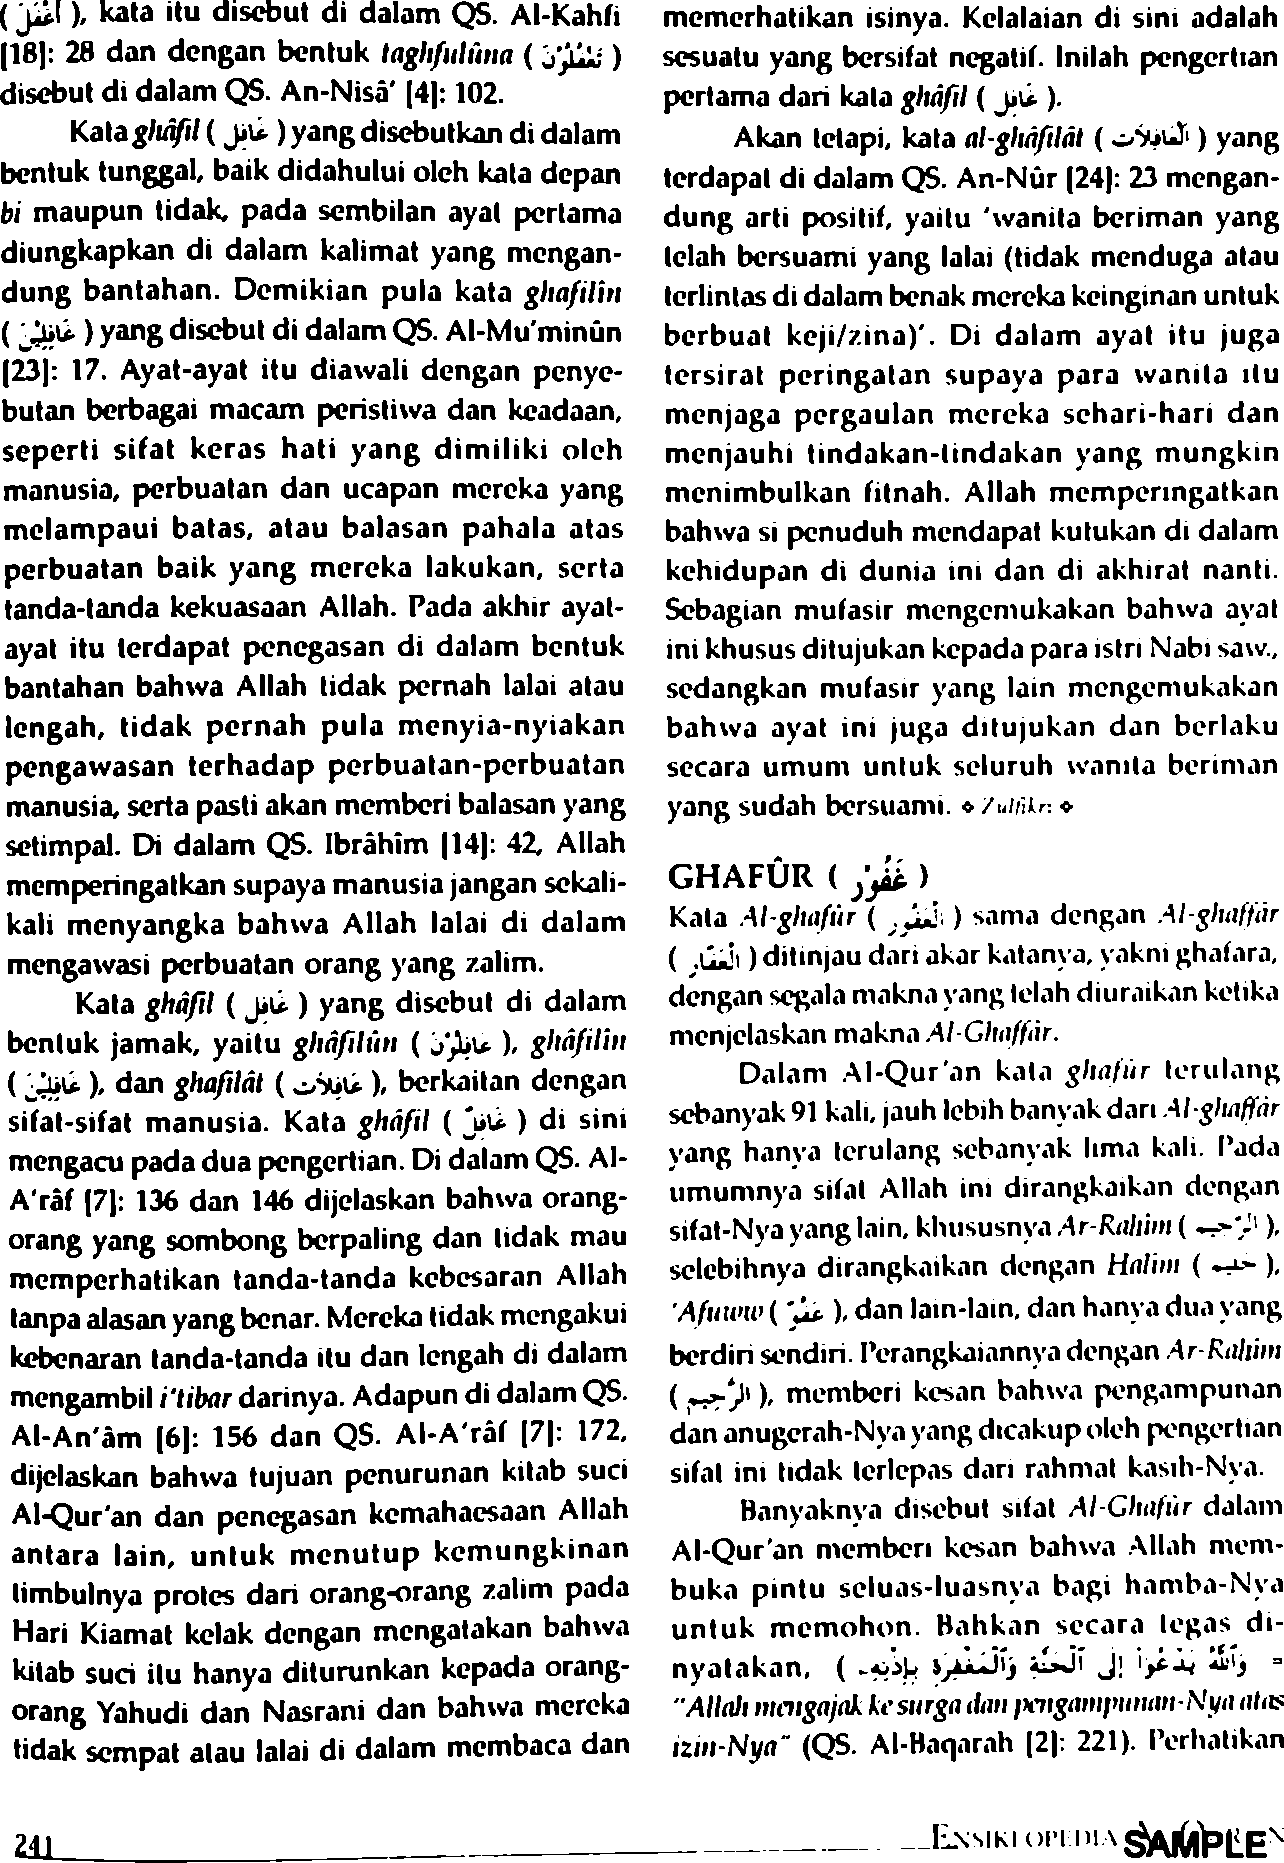 ( أَغْفَلَ ), kata itu disebut di dalam QS. Al-Kahfi
[18]: 28 dan dengan bentuk taghfulûna ( تَغْفُلُوْنَ )
disebut di dalam QS. An-Nisâ' [4]: 102.
Kata ghâfil ( غَافِل ) yang disebutkan di dalam
bentuk tunggal, baik didahului oleh kata depan
bi maupun tidak, pada sembilan ayat pertama
diungkapkan di dalam kalimat yang mengan-
dung bantahan. Demikian pula kata ghafilîn
( غَافِلِيْنَ ) yang disebut di dalam QS. Al-Mu'minûn
[23]: 17. Ayat-ayat itu diawali dengan penye-
butan berbagai macam peristiwa dan keadaan,
seperti sifat keras hati yang dimiliki oleh
manusia, perbuatan dan ucapan mereka yang
melampaui batas, atau balasan pahala atas
perbuatan baik yang mereka lakukan, serta
tanda-tanda kekuasaan Allah. Pada akhir ayat-
ayat itu terdapat penegasan di dalam bentuk
bantahan bahwa Allah tidak pernah lalai atau
lengah, tidak pernah pula menyia-nyiakan
pengawasan terhadap perbuatan-perbuatan
manusia, serta pasti akan memberi balasan yang
setimpal. Di dalam QS. Ibrâhîm [14]: 42, Allah
memperingatkan supaya manusia jangan sekali-
kali menyangka bahwa Allah lalai di dalam
mengawasi perbuatan orang yang zalim.
Kata ghâfil ( غَافِل ) yang disebut di dalam
bentuk jamak, yaitu ghâfilûn ( غَافِلُوْنَ ), ghâfilîn
( غَافِلِيْنَ ), dan ghafilât ( غَافِلَات ), berkaitan dengan
sifat-sifat manusia. Kata ghâfil ( غَافِلٌ ) di sini
mengacu pada dua pengertian. Di dalam QS. Al-
A'râf [7]: 136 dan 146 dijelaskan bahwa orang-
orang yang sombong berpaling dan tidak mau
memperhatikan tanda-tanda kebesaran Allah
tanpa alasan yang benar. Mereka tidak mengakui
kebenaran tanda-tanda itu dan lengah di dalam
mengambil i'tibar darinya. Adapun di dalam QS.
Al-An'âm [6]: 156 dan QS. Al-A'râf [7]: 172,
dijelaskan bahwa tujuan penurunan kitab suci
Al-Qur'an dan penegasan kemahaesaan Allah
antara lain, untuk menutup kemungkinan
timbulnya protes dari orang-orang zalim pada
Hari Kiamat kelak dengan mengatakan bahwa
kitab suci itu hanya diturunkan kepada orang-
orang Yahudi dan Nasrani dan bahwa mereka
tidak sempat atau lalai di dalam membaca dan
memerhatikan isinya. Kelalaian di sini adalah
sesuatu yang bersifat negatif. Inilah pengertian
pertama dari kata ghâfil ( غَافِل ).
Akan tetapi, kata al-ghâfilât ( اَلْغَافِلَات ) yang
terdapat di dalam QS. An-Nûr [24]: 23 mengan-
dung arti positif, yaitu 'wanita beriman yang
telah bersuami yang lalai (tidak menduga atau
terlintas di dalam benak mereka keinginan untuk
berbuat keji/zina)'. Di dalam ayat itu juga
tersirat peringatan supaya para wanita itu
menjaga pergaulan mereka sehari-hari dan
menjauhi tindakan-tindakan yang mungkin
menimbulkan fitnah. Allah memperingatkan
bahwa si penuduh mendapat kutukan di dalam
kehidupan di dunia ini dan di akhirat nanti.
Sebagian mufasir mengemukakan bahwa ayat
ini khusus ditujukan kepada para istri Nabi saw.,
sedangkan mufasir yang lain mengemukakan
bahwa ayat ini juga ditujukan dan berlaku
secara umum untuk seluruh wanita beriman
yang sudah bersuami. ❖ Zulfikri ❖
GHAFÛR ( غَفُوْر )
Kata Al-ghafûr ( الْغَفُوْر ) sama dengan Al-ghaffâr
( الْغَفَّار ) ditinjau dari akar katanya, yakni ghafara,
dengan segala makna yang telah diuraikan ketika
menjelaskan makna Al-Ghaffâr.
Dalam Al-Qur'an kata ghafûr terulang
sebanyak 91 kali, jauh lebih banyak dari Al-ghaffâr
yang hanya terulang sebanyak lima kali. Pada
umumnya sifat Allah ini dirangkaikan dengan
sifat-Nya yang lain, khususnya Ar-Rahîm ( الرَّحِيْم ),
selebihnya dirangkaikan dengan Halîm ( حَلِيْم ),
'Afuww ( عَفُوّ ), dan lain-lain, dan hanya dua yang
berdiri sendiri. Perangkaiannya dengan Ar-Rahîm
( الرَّحِيْم ), memberi kesan bahwa pengampunan
dan anugerah-Nya yang dicakup oleh pengertian
sifat ini tidak terlepas dari rahmat kasih-Nya.
Banyaknya disebut sifat Al-Ghafûr dalam
Al-Qur'an memberi kesan bahwa Allah mem-
buka pintu seluas-luasnya bagi hamba-Nya
untuk memohon. Bahkan secara tegas di-
nyatakan, ( وَٱللَّهُ يَدْعُوٓا۟ إِلَى ٱلْجَنَّةِ وَٱلْمَغْفِرَةِ بِإِذْنِهِۦ =
"Allah mengajak ke surga dan pengampunan-Nya atas
izin-Nya" (QS. Al-Baqarah [2]: 221). Perhatikan
241
ENSIKLOPEDIA SAMPLE